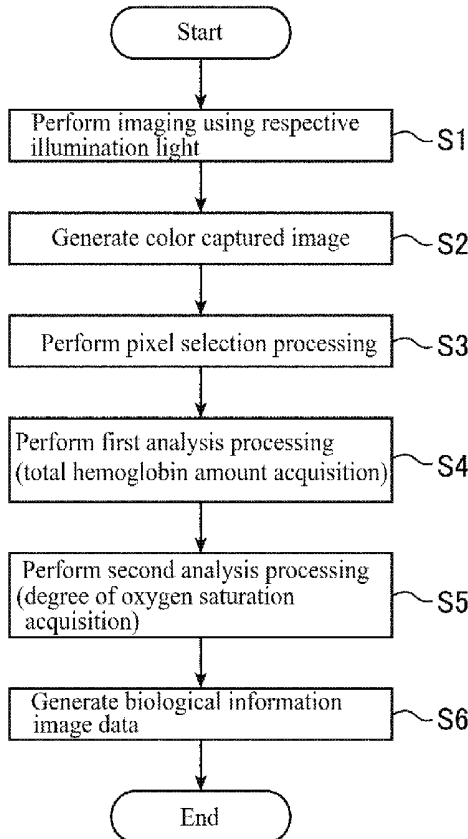 Start
Perform imaging using respective
illumination light
S1
Generate color captured image
S2
Perform pixel selection processing
S3
Perform first analysis processing
(total hemoglobin amount acquisition)
S4
Perform second analysis processing
(degree of oxygen saturation
acquisition)
S5
Generate biological information
image data
S6
End